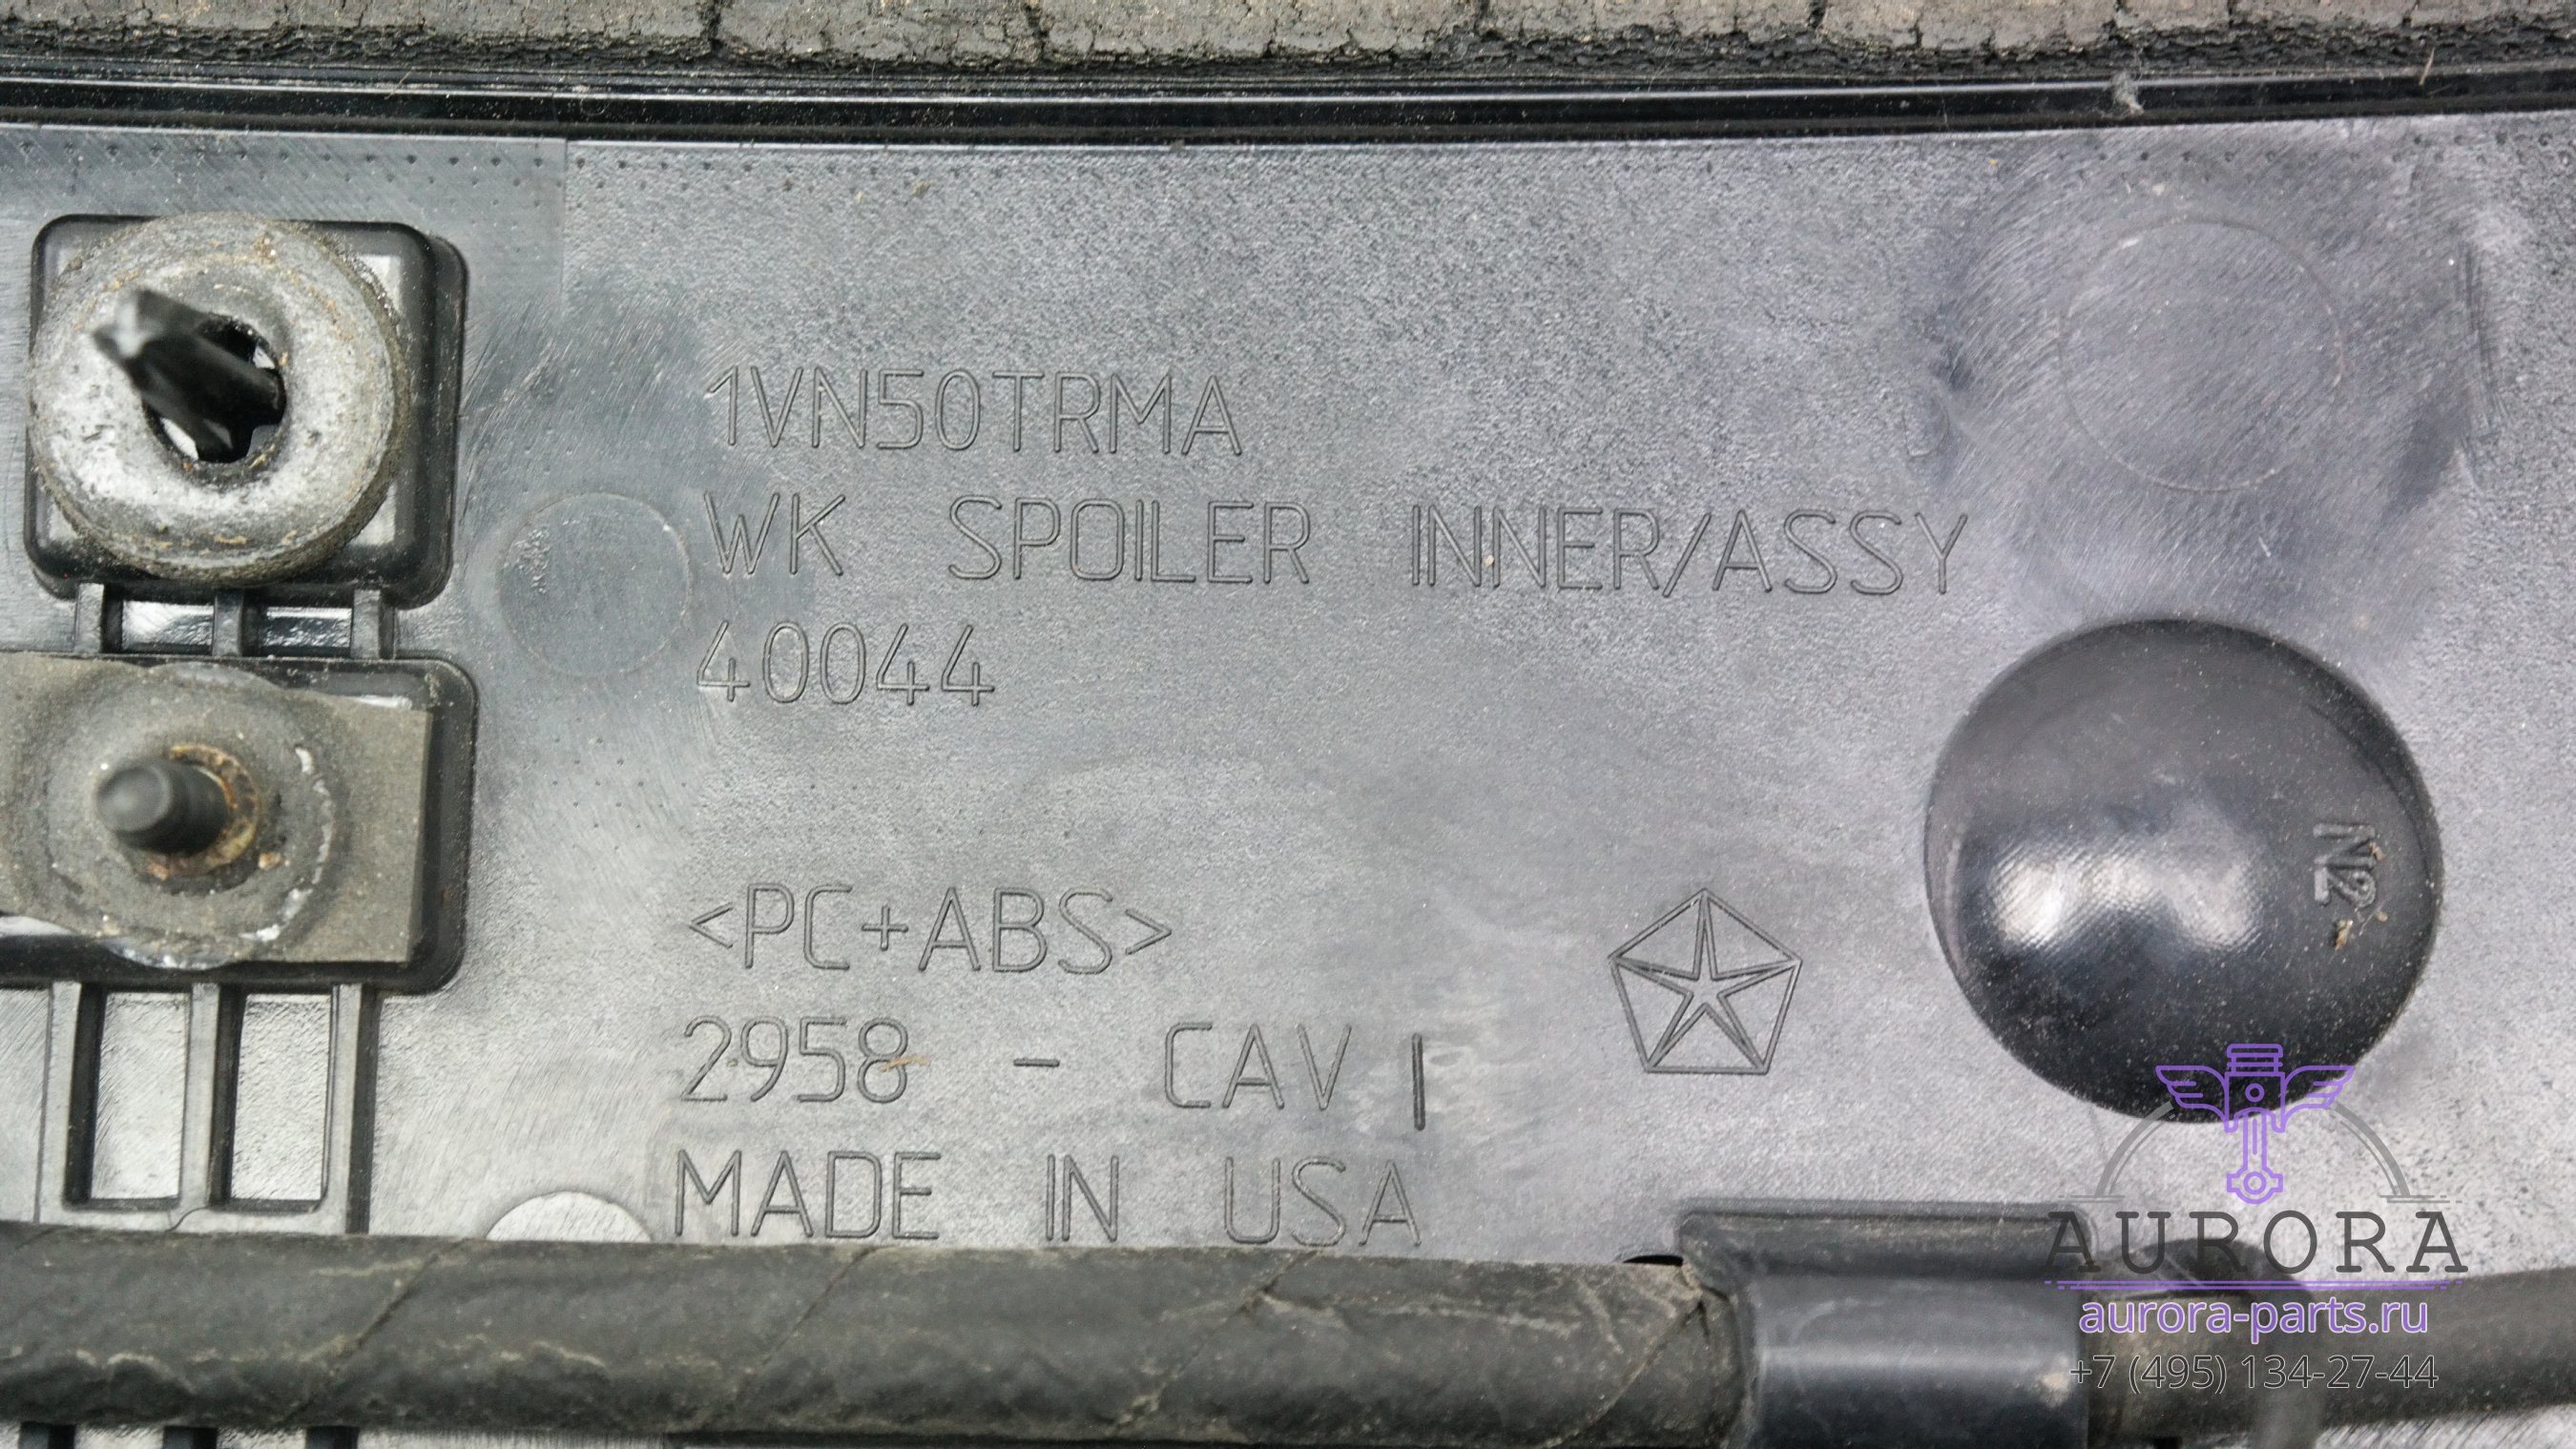 1VN50TRMA
WK SPOILER INNER/ASSY
40044
<PC+ABS>
2958 - CAV I
MADE IN USA
N2
AURORA
aurora-parts.ru
+7 (495) 134-27-44